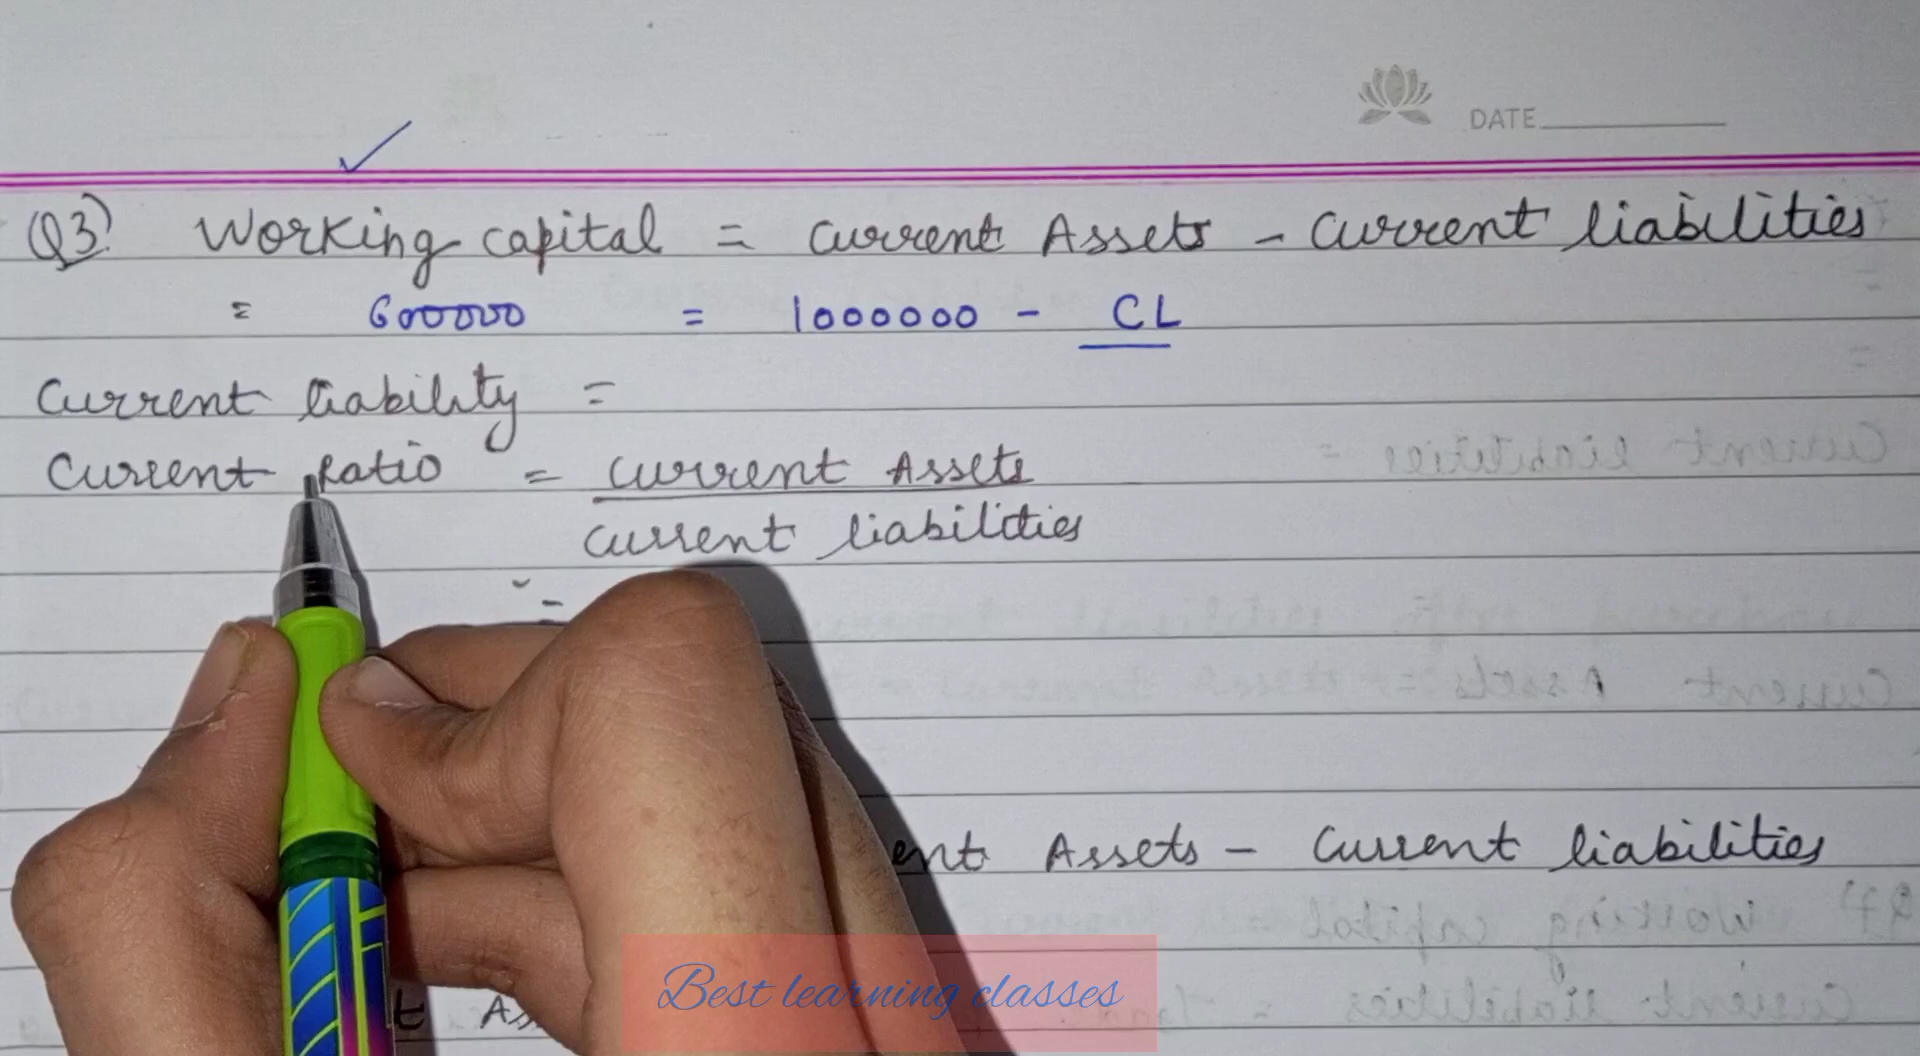 DATE
Q3) Working capital = Current Assets - Current liabilities
= 600000 = 1000000 - CL
Current liability =
Current Ratio = Current Assets
Current liabilities
=
Assets - Current liabilities
Best learning classes